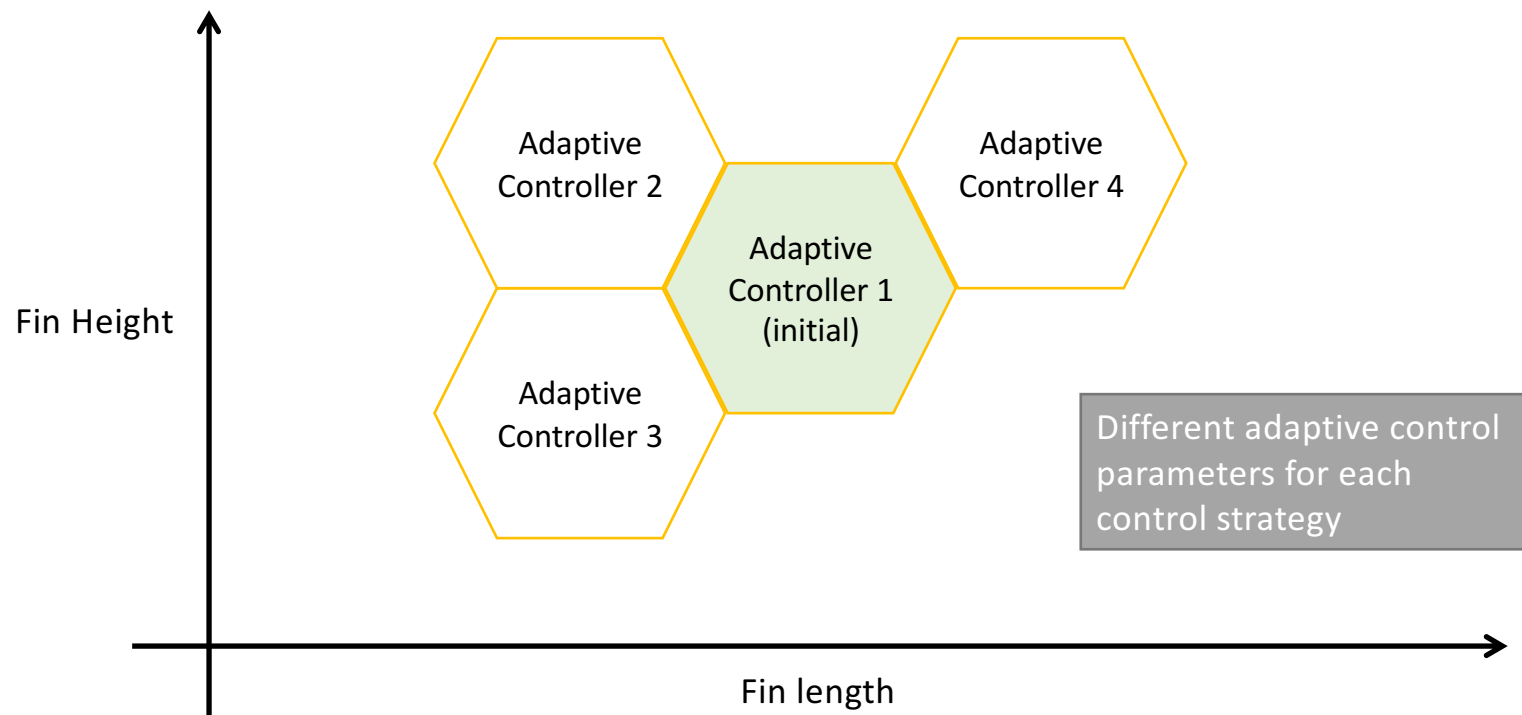 Adaptive
Controller 2
Adaptive
Controller 4
Adaptive
Controller 1
(initial)
Fin Height
Adaptive
Controller 3
Different adaptive control
parameters for each
control strategy
Fin length